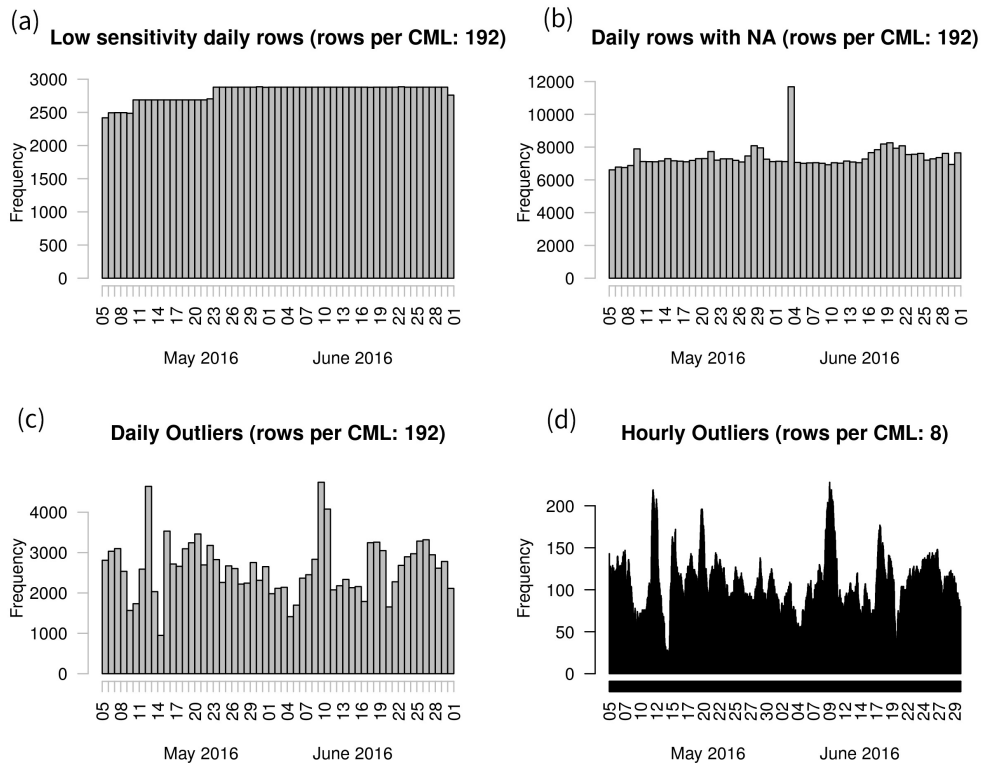 (a)
Low sensitivity daily rows (rows per CML: 192)
Frequency
3000
2500
2000
1500
1000
500
0
05 08 11 14 17 20 23 26 29 01 04 07 10 13 16 19 22 25 28 01
May 2016 June 2016
(b)
Daily rows with NA (rows per CML: 192)
Frequency
12000
10000
8000
6000
4000
2000
0
05 08 11 14 17 20 23 26 29 01 04 07 10 13 16 19 22 25 28 01
May 2016 June 2016
(c)
Daily Outliers (rows per CML: 192)
Frequency
4000
3000
2000
1000
0
05 08 11 14 17 20 23 26 29 01 04 07 10 13 16 19 22 25 28 01
May 2016 June 2016
(d)
Hourly Outliers (rows per CML: 8)
Frequency
200
150
100
50
0
05 07 10 12 15 17 20 22 25 27 30 02 04 07 09 12 14 17 19 22 24 27 29
May 2016 June 2016